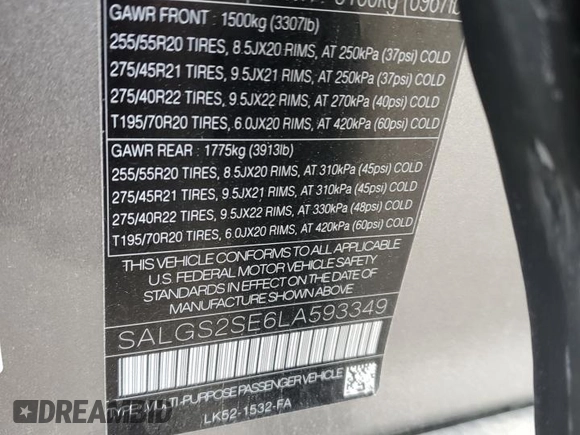 GAWR FRONT : 1500kg (3307lb)
255/55R20 TIRES, 8.5JX20 RIMS, AT 250kPa (37psi) COLD
275/45R21 TIRES, 9.5JX21 RIMS, AT 250kPa (37psi) COLD
275/40R22 TIRES, 9.5JX22 RIMS, AT 270kPa (40psi) COLD
T195/70R20 TIRES, 6.0JX20 RIMS, AT 420kPa (60psi) COLD
GAWR REAR : 1775kg (3913lb)
255/55R20 TIRES, 8.5JX20 RIMS, AT 310kPa (45psi) COLD
275/45R21 TIRES, 9.5JX21 RIMS, AT 310kPa (45psi) COLD
275/40R22 TIRES, 9.5JX22 RIMS, AT 330kPa (48psi) COLD
T195/70R20 TIRES, 6.0JX20 RIMS, AT 420kPa (60psi) COLD
THIS VEHICLE CONFORMS TO ALL APPLICABLE
U.S. FEDERAL MOTOR VEHICLE SAFETY
STANDARDS IN EFFECT ON THE DATE OF
MANUFACTURE SHOWN ABOVE.
SALGS2SE6LA593349
TYPE: MULTI-PURPOSE PASSENGER VEHICLE
LK52-1532-FA
DREAMBID